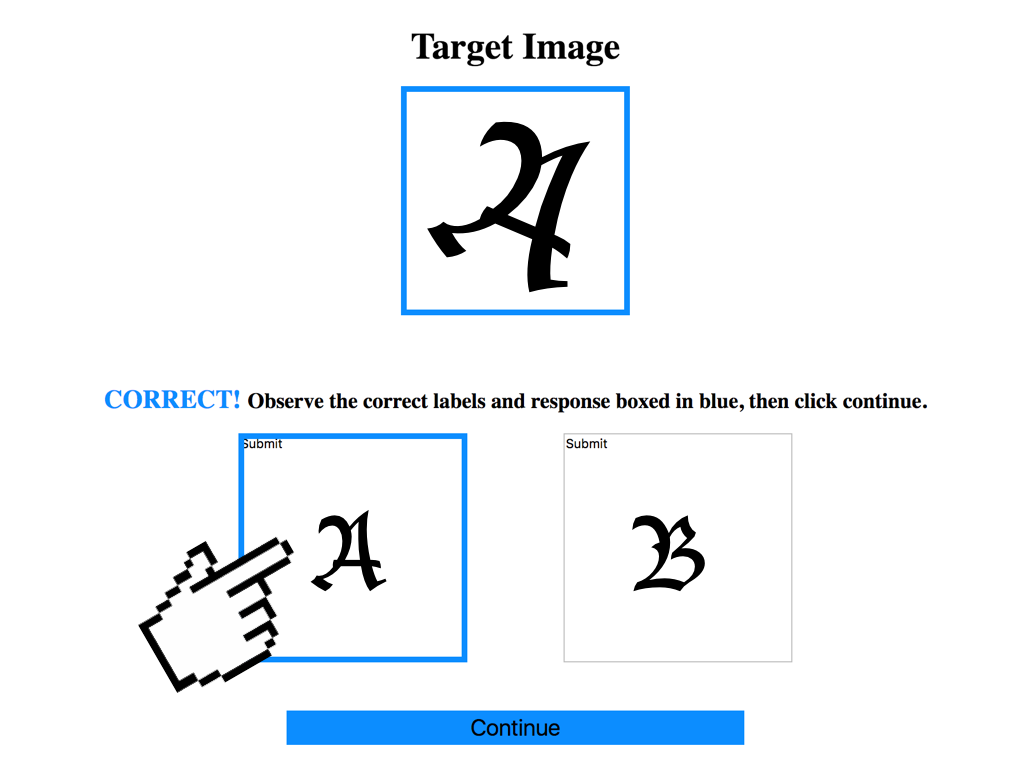 Target Image
A
CORRECT! Observe the correct labels and response boxed in blue, then click continue.
Submit
Submit
A
B
Continue